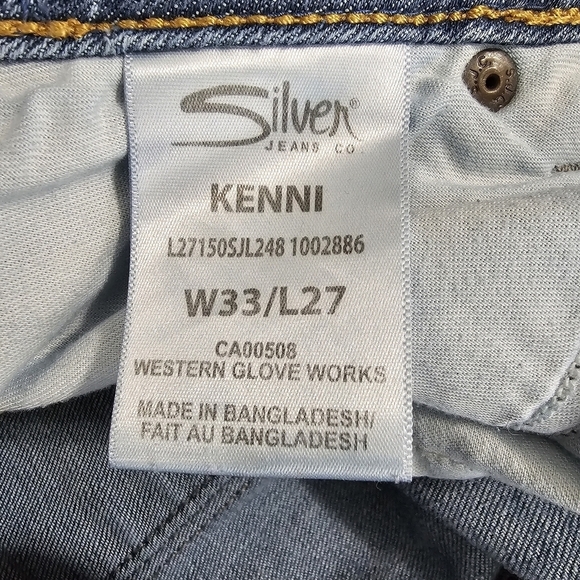 Silver®
JEANS CO.
KENNI
L27150SJL248 1002886
W33/L27
CA00508
WESTERN GLOVE WORKS
MADE IN BANGLADESH/
FAIT AU BANGLADESH